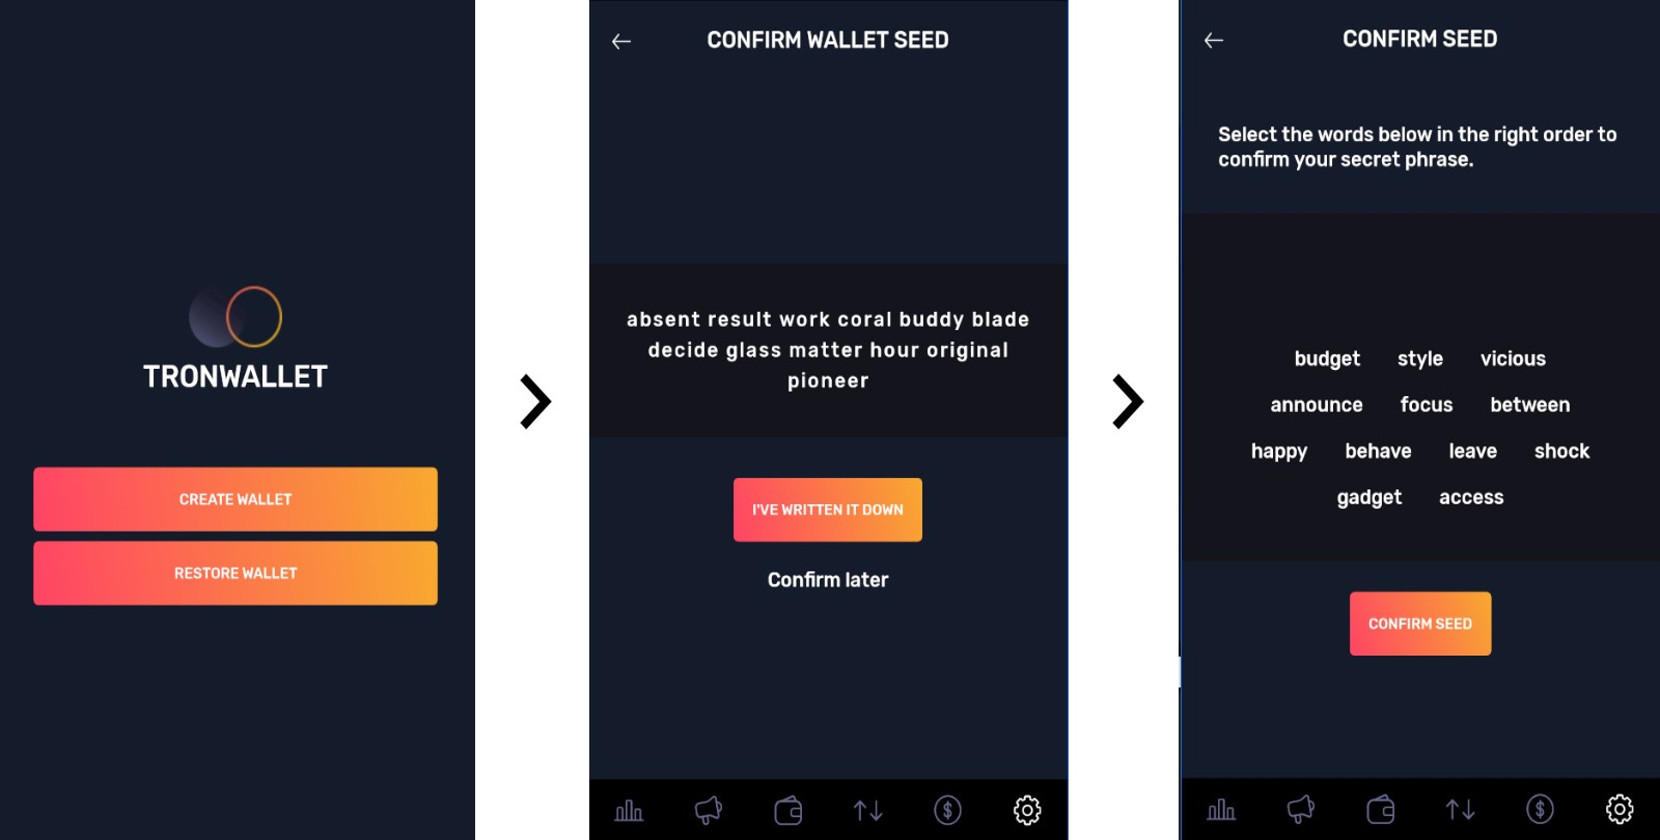 TRONWALLET
CREATE WALLET
RESTORE WALLET
CONFIRM WALLET SEED
absent result work coral buddy blade
decide glass matter hour original
pioneer
I'VE WRITTEN IT DOWN
Confirm later
CONFIRM SEED
Select the words below in the right order to
confirm your secret phrase.
budget style vicious
announce focus between
happy behave leave shock
gadget access
CONFIRM SEED